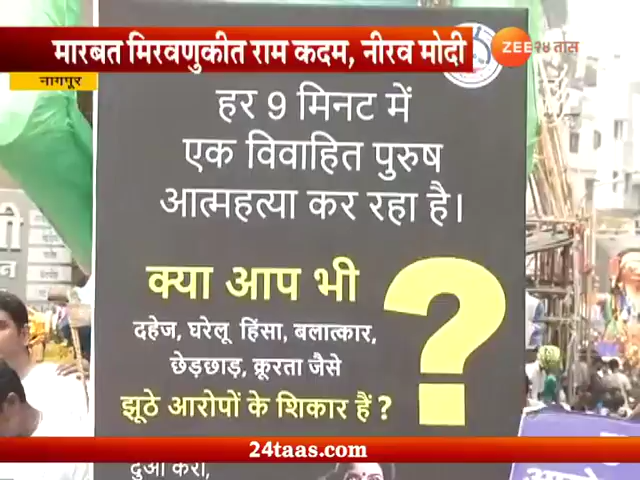 मारबत मिरवणुकीत राम कदम, नीरव मोदी
ZEE २४ तास
नागपूर
हर 9 मिनट में
एक विवाहित पुरुष
आत्महत्या कर रहा है।
क्या आप भी
दहेज, घरेलू हिंसा, बलात्कार,
छेड़छाड़, क्रूरता जैसे
झूठे आरोपों के शिकार हैं ?
?
24taas.com
दुआ करो,